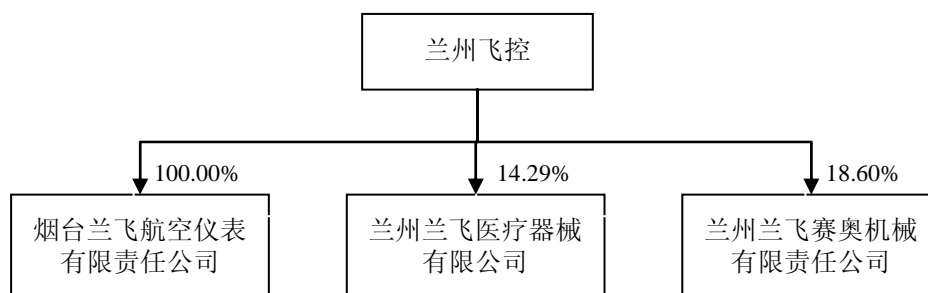 兰州飞控
100.00%
14.29%
18.60%
烟台兰飞航空仪表
有限责任公司
兰州兰飞医疗器械
有限公司
兰州兰飞赛奥机械
有限责任公司